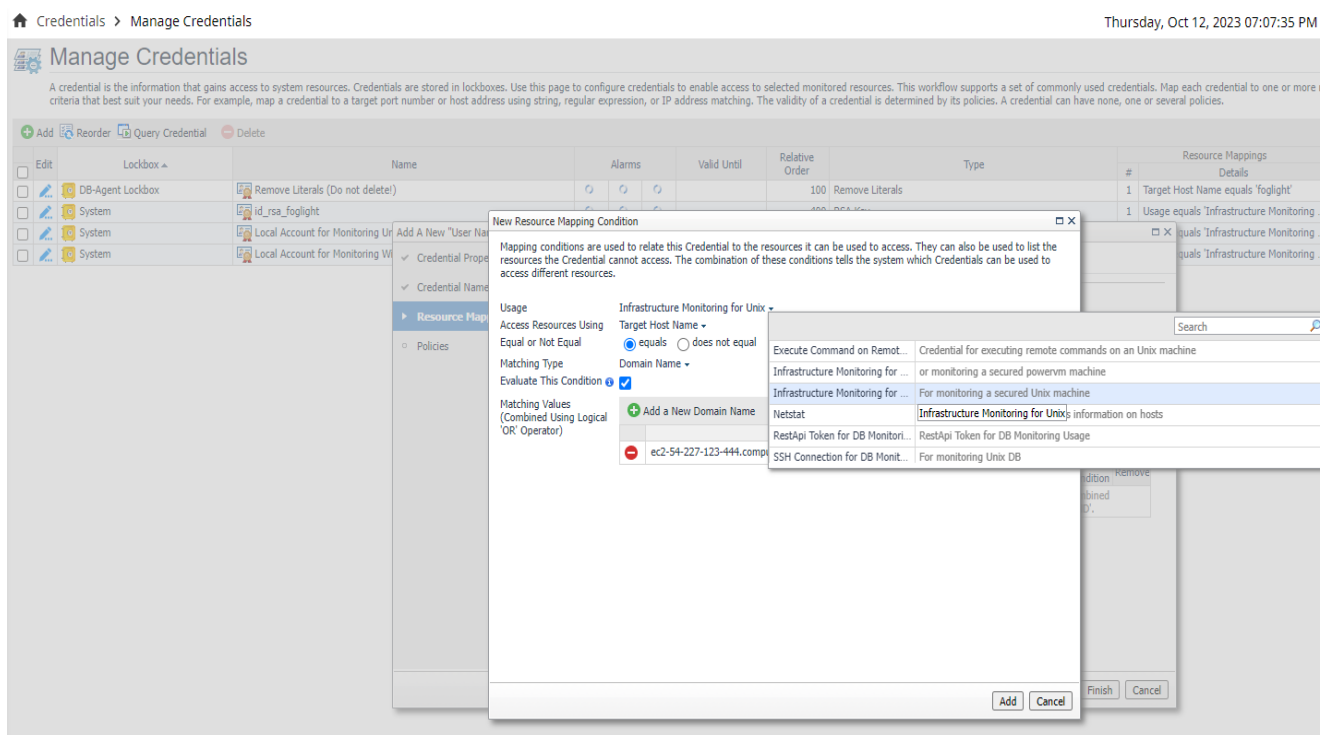 Credentials > Manage Credentials
Thursday, Oct 12, 2023 07:07:35 PM
Manage Credentials
A credential is the information that gains access to system resources. Credentials are stored in lockboxes. Use this page to configure credentials to enable access to selected monitored resources. This workflow supports a set of commonly used credentials. Map each credential to one or more
criteria that best suit your needs. For example, map a credential to a target port number or host address using string, regular expression, or IP address matching. The validity of a credential is determined by its policies. A credential can have none, one or several policies.
Add Reorder Query Credential Delete
Edit Lockbox Name Alarms Valid Until Relative Order Type Resource Mappings
# Details
DB-Agent Lockbox Remove Literals (Do not delete!) 100 Remove Literals 1 Target Host Name equals 'foglight'
System id_rsa_foglight 1 Usage equals 'Infrastructure Monitoring ...
System Local Account for Monitoring Un quals 'Infrastructure Monitoring ...
System Local Account for Monitoring Wi quals 'Infrastructure Monitoring ...
Add A New "User Nam
Credential Prope
Credential Name
Resource Map
Policies
New Resource Mapping Condition
Mapping conditions are used to relate this Credential to the resources it can be used to access. They can also be used to list the
resources the Credential cannot access. The combination of these conditions tells the system which Credentials can be used to
access different resources.
Usage Infrastructure Monitoring for Unix
Access Resources Using Target Host Name
Equal or Not Equal equals does not equal
Matching Type Domain Name
Evaluate This Condition
Matching Values
(Combined Using Logical
'OR' Operator)
Add a New Domain Name
ec2-54-227-123-444.compu
Search
Execute Command on Remot... Credential for executing remote commands on an Unix machine
Infrastructure Monitoring for ... or monitoring a secured powervm machine
Infrastructure Monitoring for ... For monitoring a secured Unix machine
Netstat Infrastructure Monitoring for Unix s information on hosts
RestApi Token for DB Monitori... RestApi Token for DB Monitoring Usage
SSH Connection for DB Monit... For monitoring Unix DB
dition Remove
bined
Add Cancel
Finish Cancel